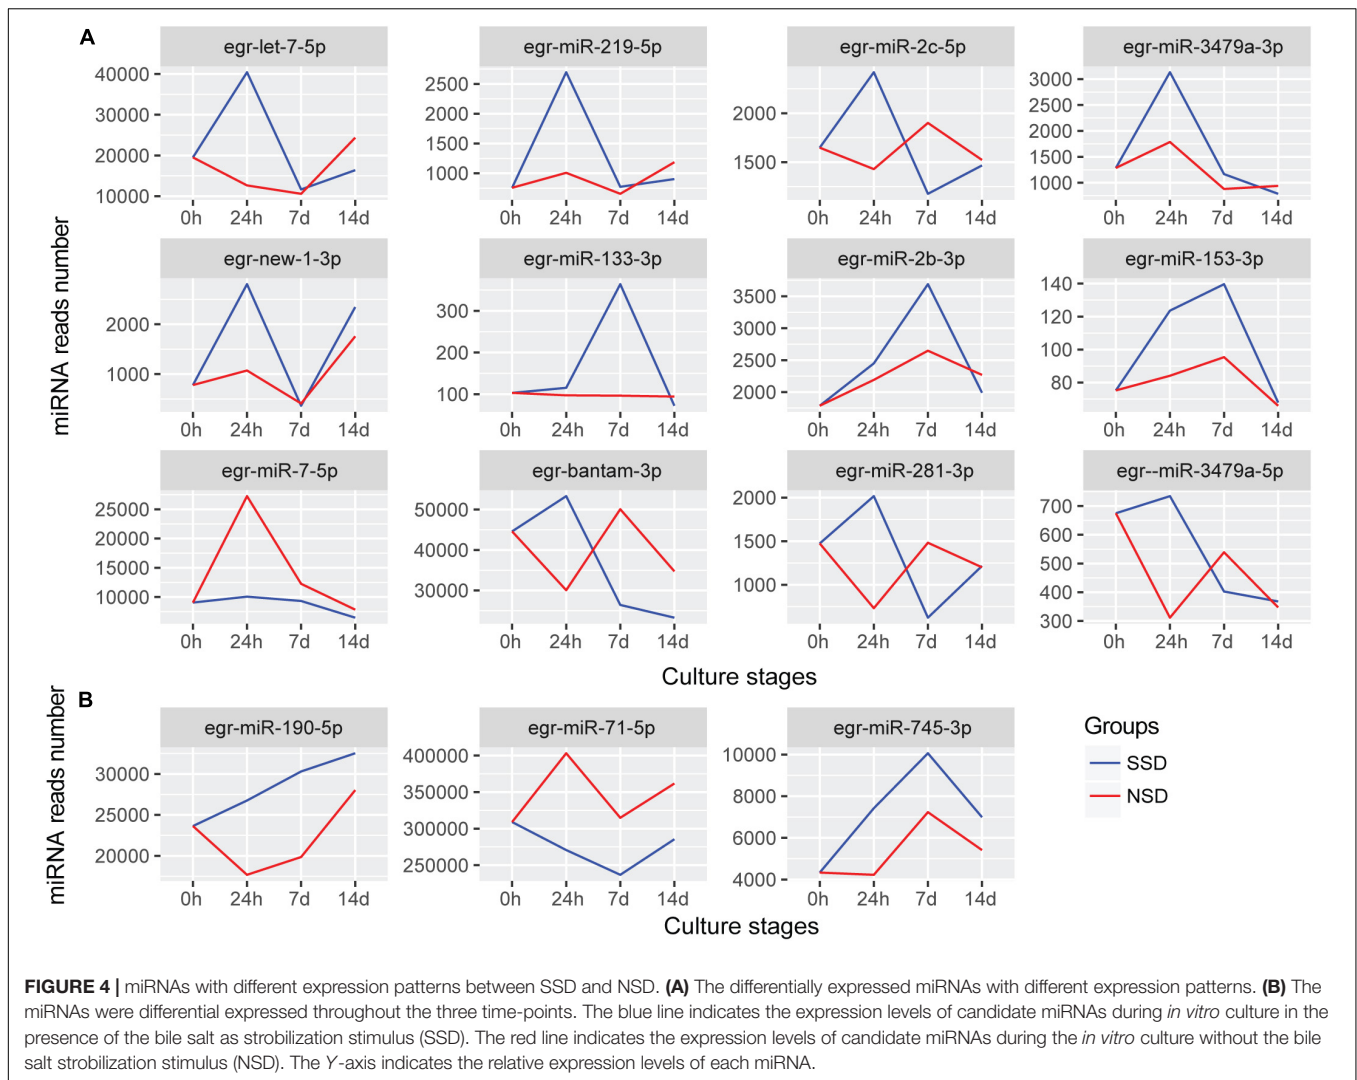 A
egr-let-7-5p egr-miR-219-5p egr-miR-2c-5p egr-miR-3479a-3p
40000 30000 20000 10000
2500 2000 1500 1000
2000 1500
3000 2500 2000 1500 1000
0h 24h 7d 14d 0h 24h 7d 14d 0h 24h 7d 14d 0h 24h 7d 14d
miRNA reads number
egr-new-1-3p egr-miR-133-3p egr-miR-2b-3p egr-miR-153-3p
2000 1000
300 200 100
3500 3000 2500 2000
140 120 100 80
0h 24h 7d 14d 0h 24h 7d 14d 0h 24h 7d 14d 0h 24h 7d 14d
egr-miR-7-5p egr-bantam-3p egr-miR-281-3p egr--miR-3479a-5p
25000 20000 15000 10000
50000 40000 30000
2000 1500 1000
700 600 500 400 300
0h 24h 7d 14d 0h 24h 7d 14d 0h 24h 7d 14d 0h 24h 7d 14d
Culture stages
B
miRNA reads number
egr-miR-190-5p egr-miR-71-5p egr-miR-745-3p
30000 25000 20000
400000 350000 300000 250000
10000 8000 6000 4000
0h 24h 7d 14d 0h 24h 7d 14d 0h 24h 7d 14d
Culture stages
Groups
SSD
NSD
FIGURE 4 | miRNAs with different expression patterns between SSD and NSD. (A) The differentially expressed miRNAs with different expression patterns. (B) The
miRNAs were differential expressed throughout the three time-points. The blue line indicates the expression levels of candidate miRNAs during in vitro culture in the
presence of the bile salt as strobilization stimulus (SSD). The red line indicates the expression levels of candidate miRNAs during the in vitro culture without the bile
salt strobilization stimulus (NSD). The Y-axis indicates the relative expression levels of each miRNA.